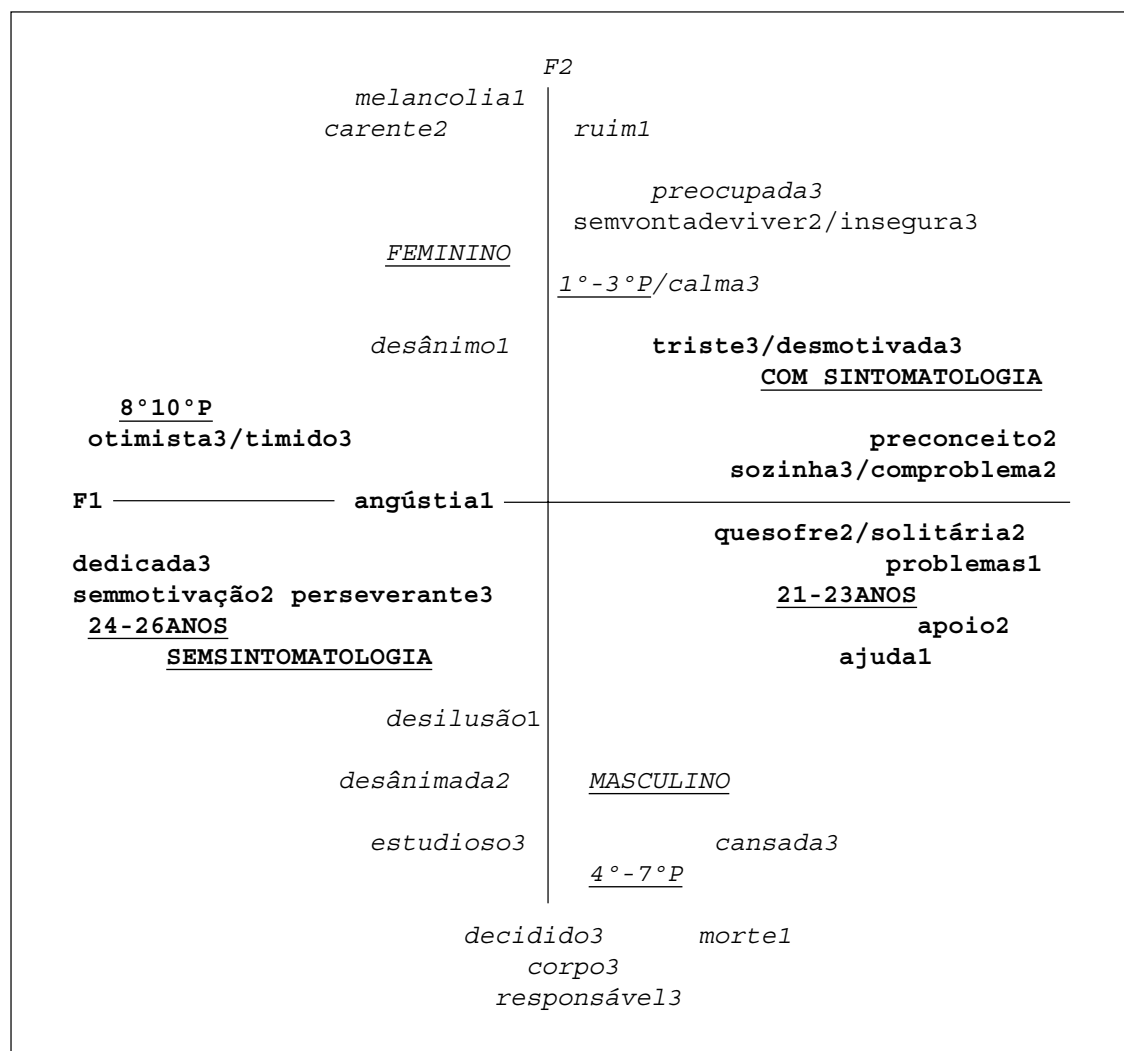 F2
melancolia1
carente2 ruim1
preocupada3
semvontadeviver2/insegura3
FEMININO
1°-3°P/calma3
desânimo1 triste3/desmotivada3
COM SINTOMATOLOGIA
8°10°P
otimista3/timido3 preconceito2
sozinha3/comproblema2
F1 angústia1
quesofre2/solitária2
dedicada3 problemas1
semmotivação2 perseverante3 21-23ANOS
24-26ANOS apoio2
SEMSINTOMATOLOGIA ajuda1
desilusão1
desânimada2 MASCULINO
estudioso3 cansada3
4°-7°P
decidido3 morte1
corpo3
responsável3